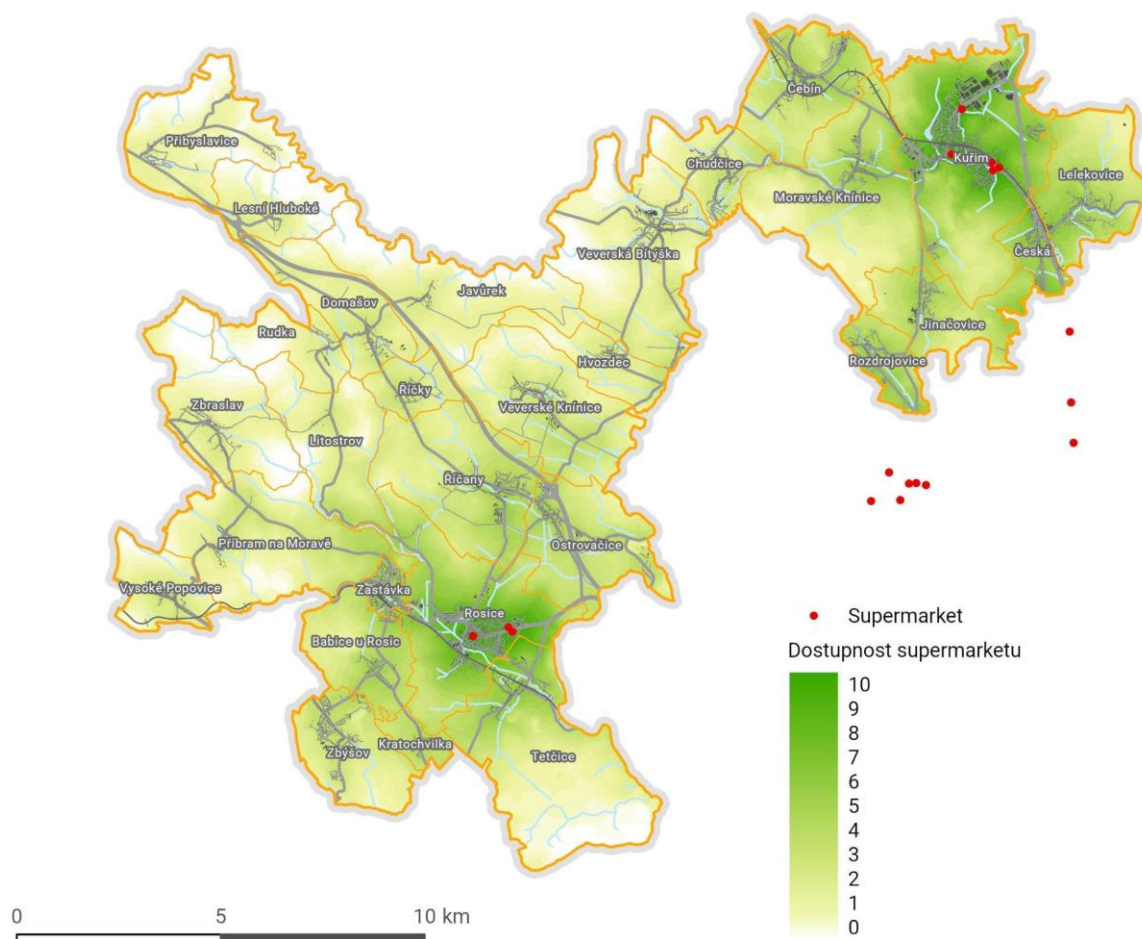 Čebín
Přibyslavice
Kuřim
Chudčice
Lelekovice
Moravské Knínice
Lesní Hluboké
Česká
Veverská Bítýška
Javůrek
Domašov
Jinačovice
Rudka
Hvozdec
Rozdrojovice
Říčky
Zbraslav
Veverské Knínice
Litostrov
Říčany
Příbram na Moravě
Ostrovačice
Vysoké Popovice
Zastávka
Rosice
Supermarket
Babice u Rosic
Dostupnost supermarketu
10
9
8
7
6
5
4
3
2
1
0
Kratochvilka
Zbýšov
Tetčice
0 5 10 km